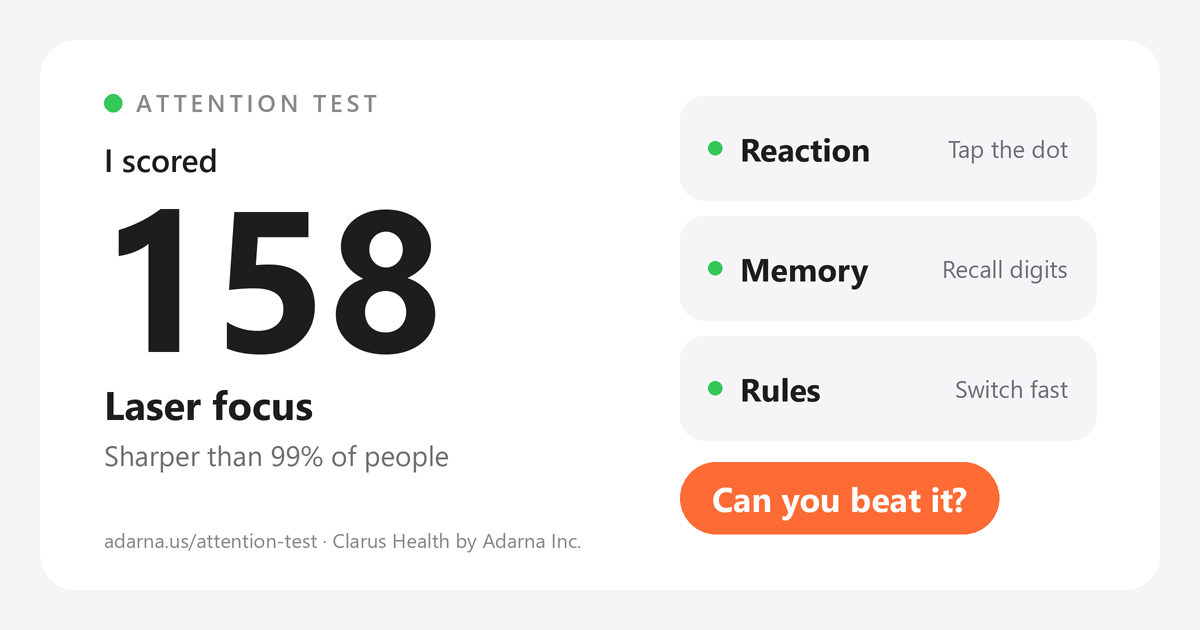 ATTENTION TEST
I scored
158
Laser focus
Sharper than 99% of people
adarna.us/attention-test · Clarus Health by Adarna Inc.
Reaction Tap the dot
Memory Recall digits
Rules Switch fast
Can you beat it?